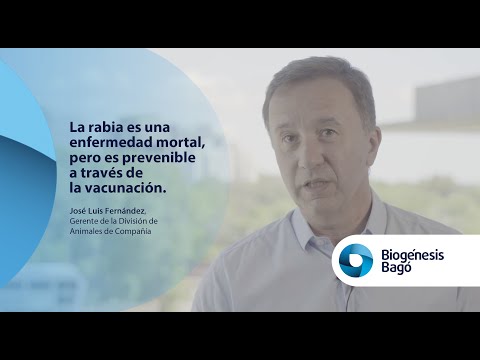 La rabia es una
enfermedad mortal,
pero es prevenible
a través de
la vacunación.
José Luis Fernández,
Gerente de la División de
Animales de Compañía
Biogénesis
Bagó